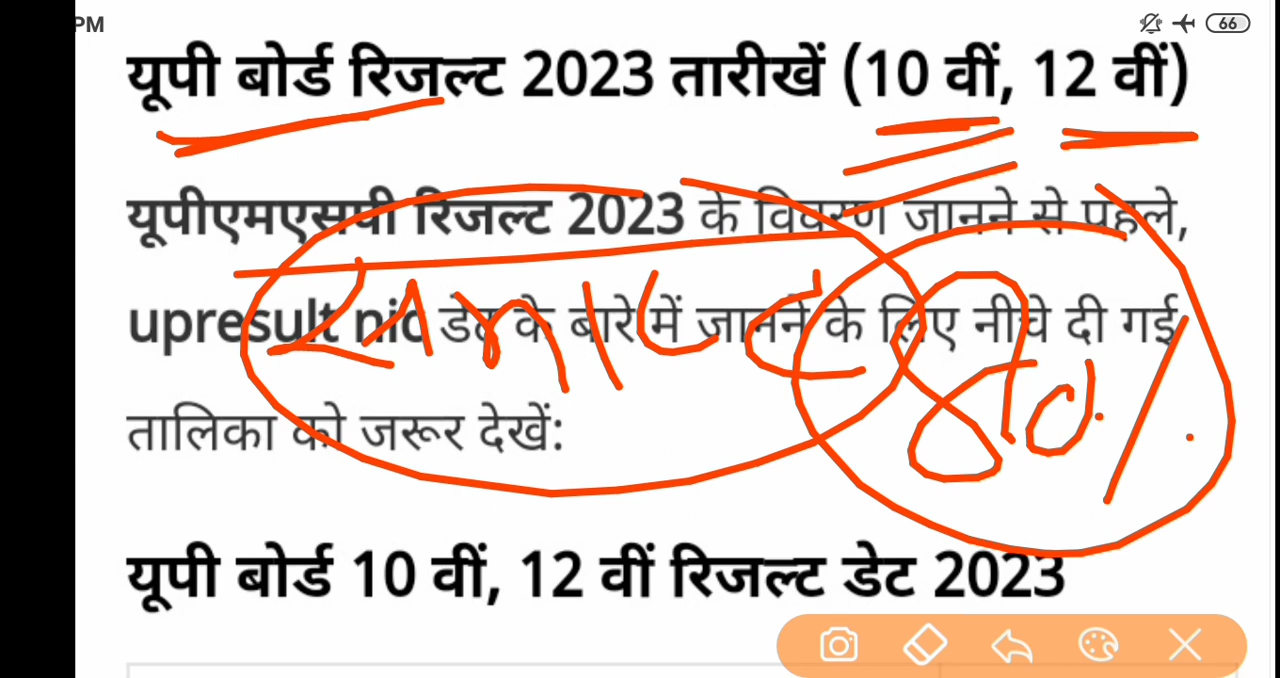 PM 66
यूपी बोर्ड रिजल्ट 2023 तारीखें (10 वीं, 12 वीं)
यूपीएमएसपी रिजल्ट 2023 के विवरण जानने से पहले,
upresult nic डेट के बारे में जानने के लिए नीचे दी गई
तालिका को जरूर देखें:
80%
यूपी बोर्ड 10 वीं, 12 वीं रिजल्ट डेट 2023